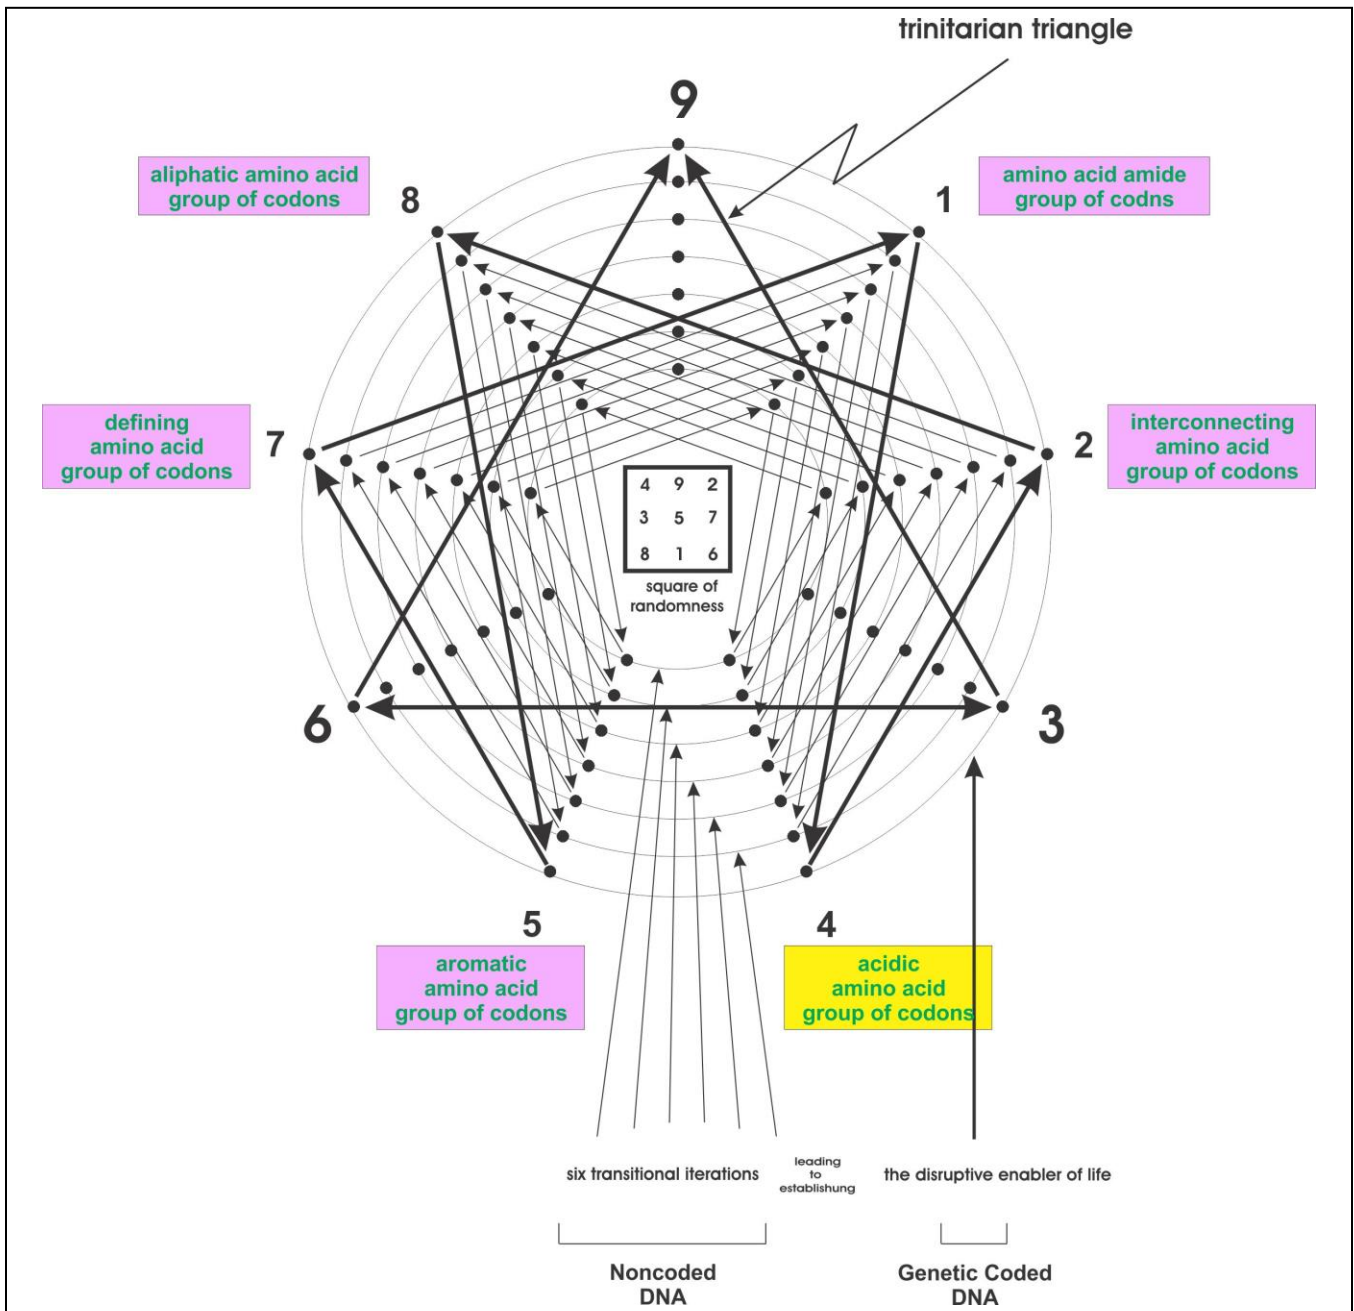 trinitarian triangle
9
aliphatic amino acid
group of codons
8
1
amino acid amide
group of codns
defining
amino acid
group of codons
7
2
interconnecting
amino acid
group of codons
4 9 2
3 5 7
8 1 6
square of
randomness
6
3
5
4
aromatic
amino acid
group of codons
acidic
amino acid
group of codons
six transitional iterations
leading
to
establishung
the disruptive enabler of life
Noncoded
DNA
Genetic Coded
DNA